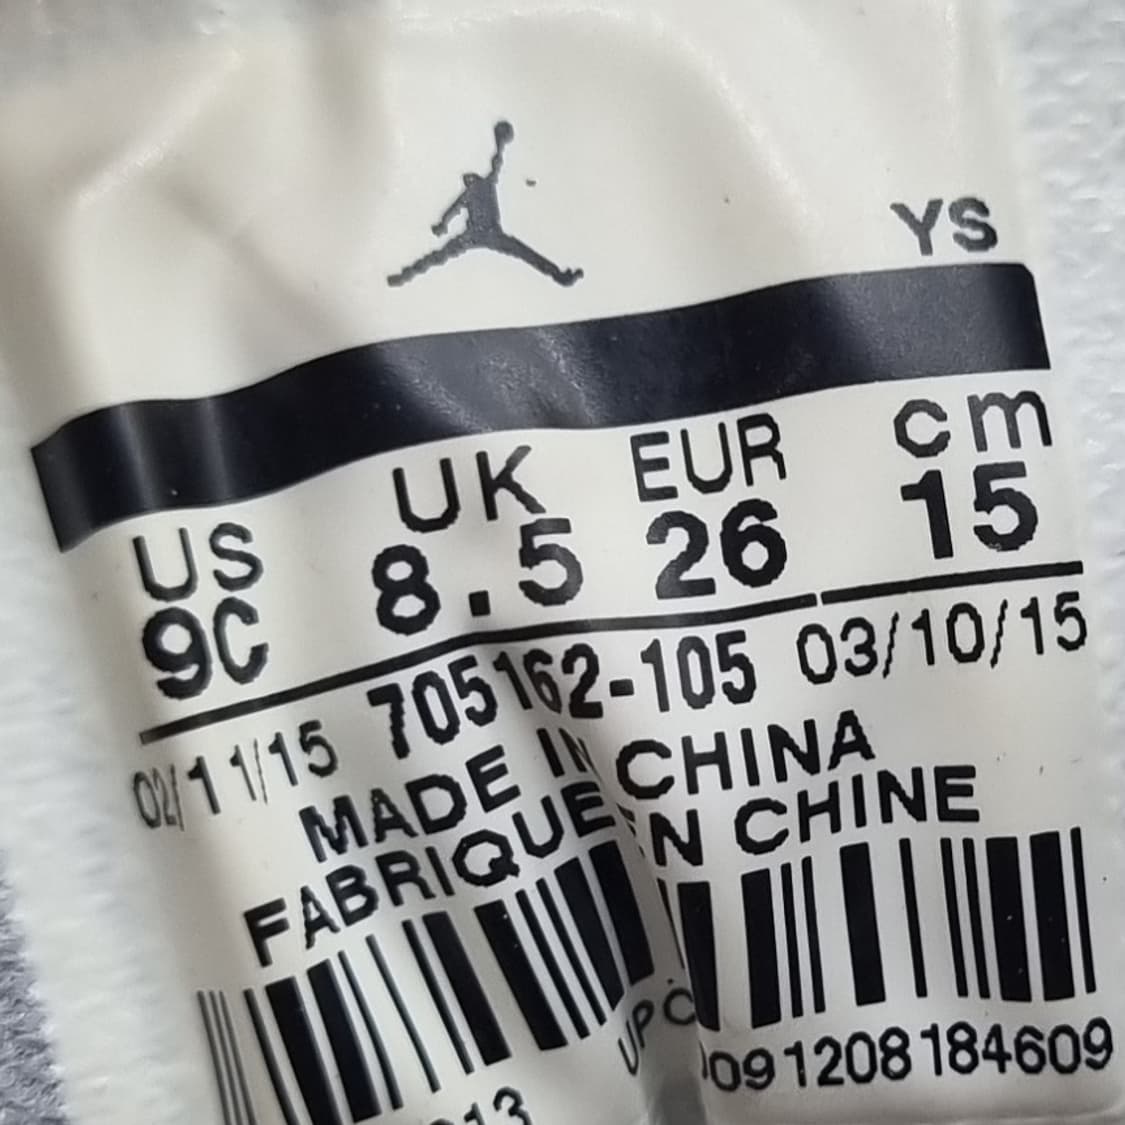 YS
US UK EUR cm
9C 8.5 26 15
02/11/15 705162-105 03/10/15
MADE IN CHINA
FABRIQUE EN CHINE
UPC
091208184609
13